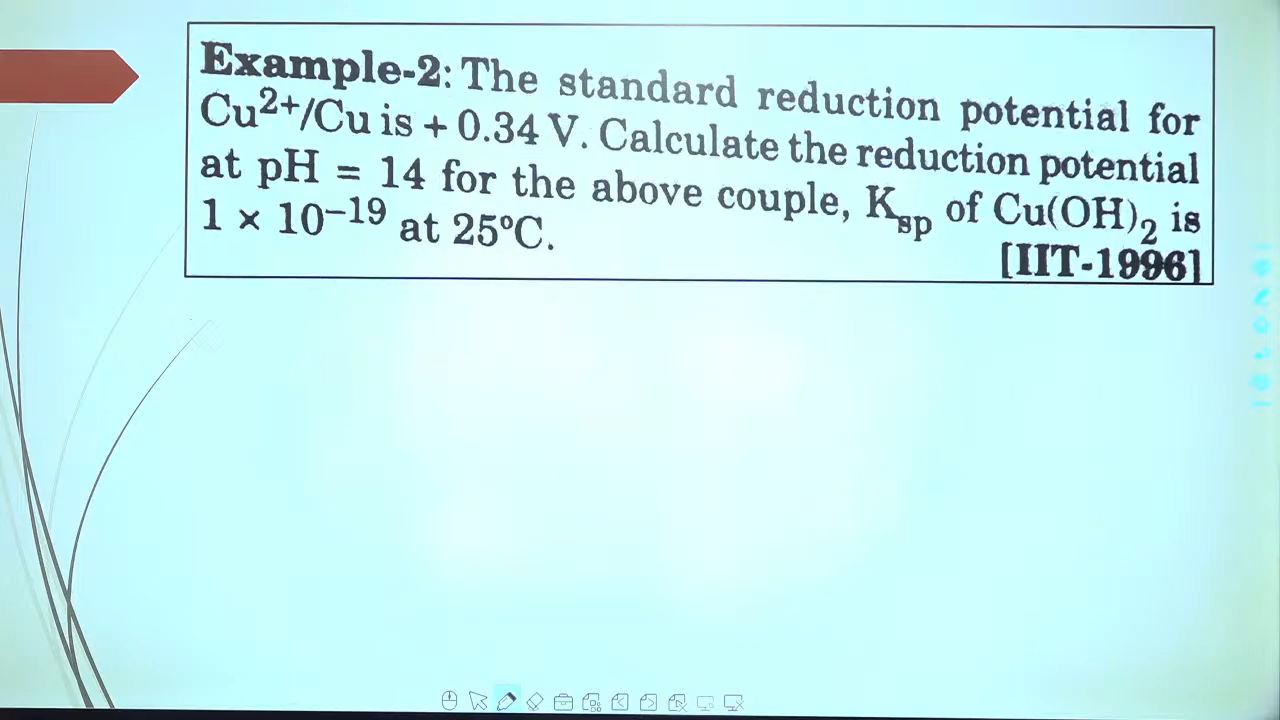 Example-2: The standard reduction potential for
Cu²⁺/Cu is + 0.34 V. Calculate the reduction potential
at pH = 14 for the above couple, Kₛₚ of Cu(OH)₂ is
1 × 10⁻¹⁹ at 25ºC.
[IIT-1996]